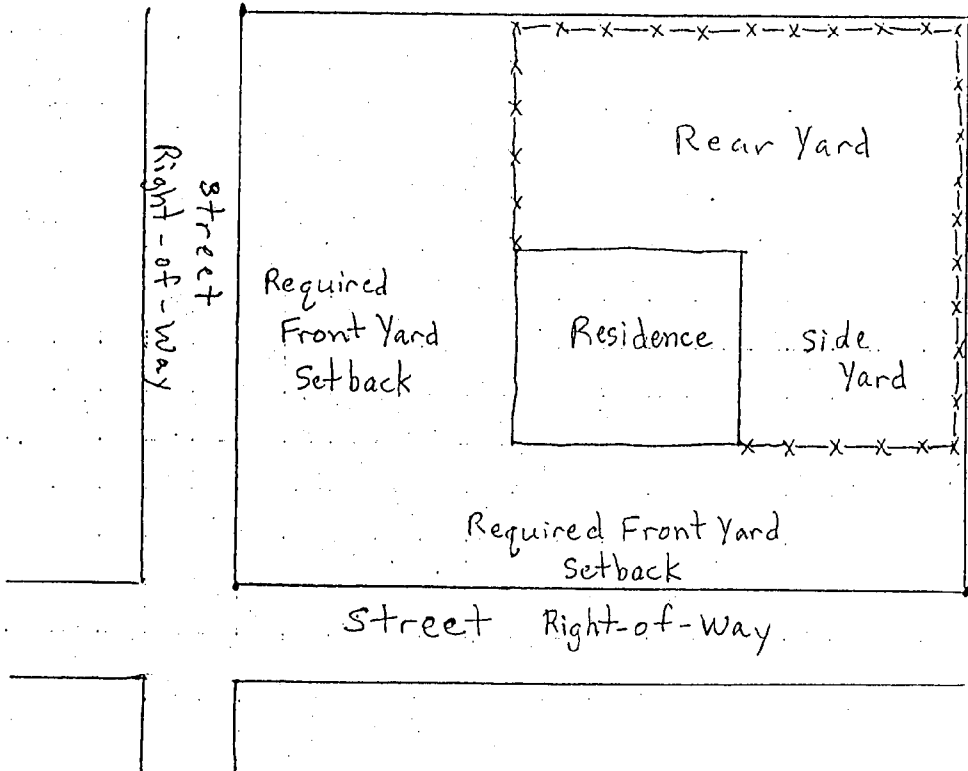 Rear Yard
Street
Right-of-Way
Required
Front Yard
Setback
Residence
Side
Yard
Required Front Yard
Setback
Street Right-of-Way